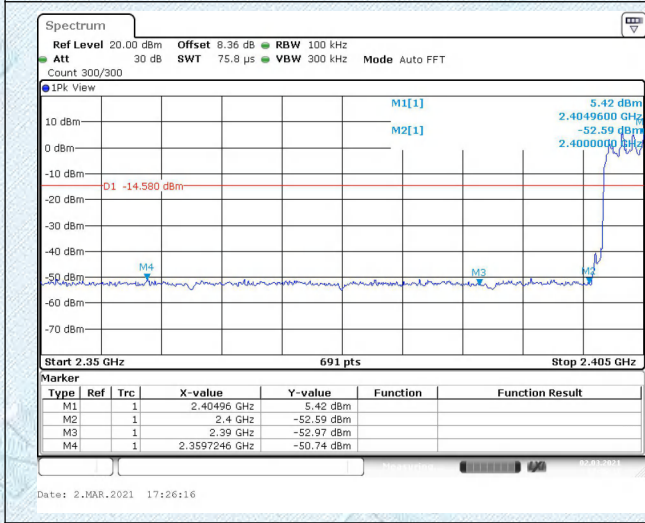 Spectrum
Ref Level 20.00 dBm Offset 8.36 dB RBW 100 kHz
Att 30 dB SWT 75.8 µs VBW 300 kHz Mode Auto FFT
Count 300/300
1Pk View
M1[1] 5.42 dBm
2.4049600 GHz
M2[1] -52.59 dBm
2.4000000 GHz
10 dBm
0 dBm
-10 dBm
D1 -14.580 dBm
-20 dBm
-30 dBm
-40 dBm
M4 M3 M2
-50 dBm
-60 dBm
-70 dBm
Start 2.35 GHz 691 pts Stop 2.405 GHz
Marker
Type Ref Trc X-value Y-value Function Function Result
M1 1 2.40496 GHz 5.42 dBm
M2 1 2.4 GHz -52.59 dBm
M3 1 2.39 GHz -52.97 dBm
M4 1 2.3597246 GHz -50.74 dBm
Measuring 02.03.2021
Date: 2.MAR.2021 17:26:16